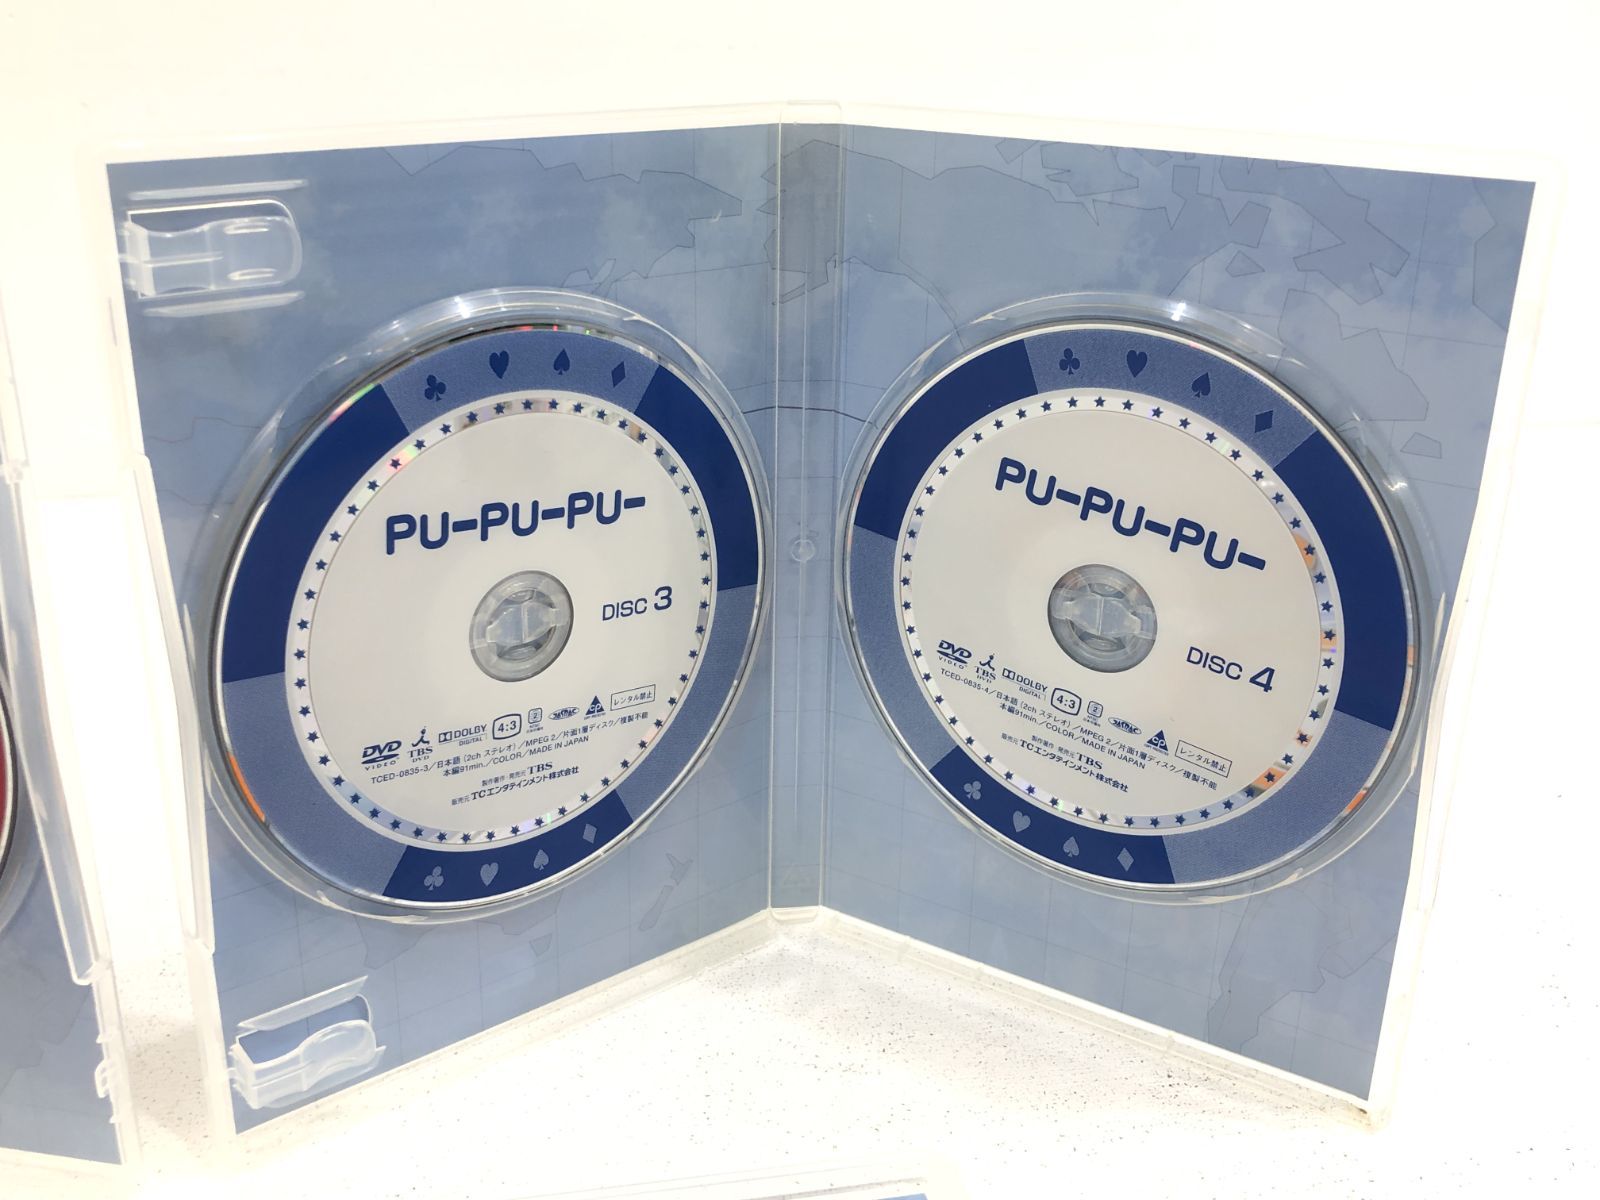 PU-PU-PU-
DISC 3
DVD VIDEO TBS DVD DOLBY DIGITAL 4:3 2 レンタル禁止
TCED-0835-3／日本語（2ch ステレオ）／MPEG 2／片面1層ディスク／複製不能
本編91min.／COLOR／MADE IN JAPAN
製作著作・発売元 TBS
販売元 TCエンタテインメント株式会社
PU-PU-PU-
DISC 4
DVD VIDEO TBS DVD DOLBY DIGITAL 4:3 2 レンタル禁止
TCED-0835-4／日本語（2ch ステレオ）／MPEG 2／片面1層ディスク／複製不能
本編91min.／COLOR／MADE IN JAPAN
製作著作・発売元 TBS
販売元 TCエンタテインメント株式会社